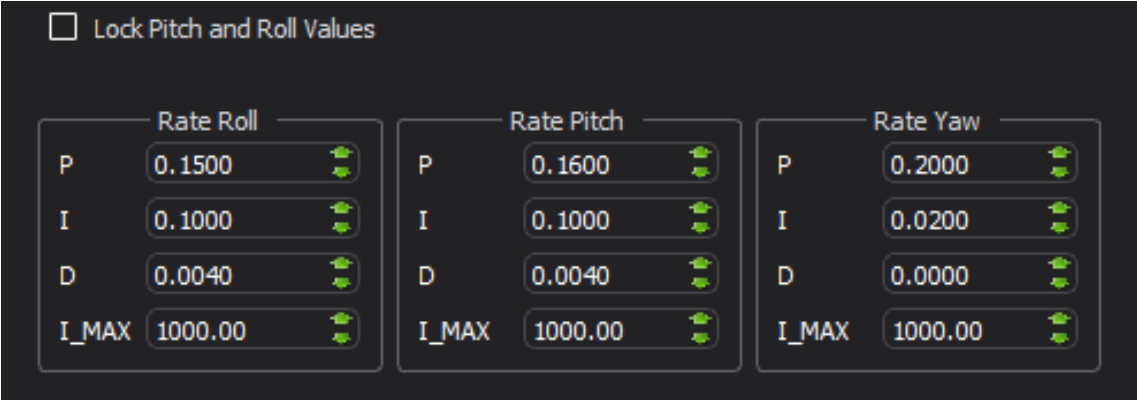 Lock Pitch and Roll Values
Rate Roll Rate Pitch Rate Yaw
P 0.1500 P 0.1600 P 0.2000
I 0.1000 I 0.1000 I 0.0200
D 0.0040 D 0.0040 D 0.0000
I_MAX 1000.00 I_MAX 1000.00 I_MAX 1000.00